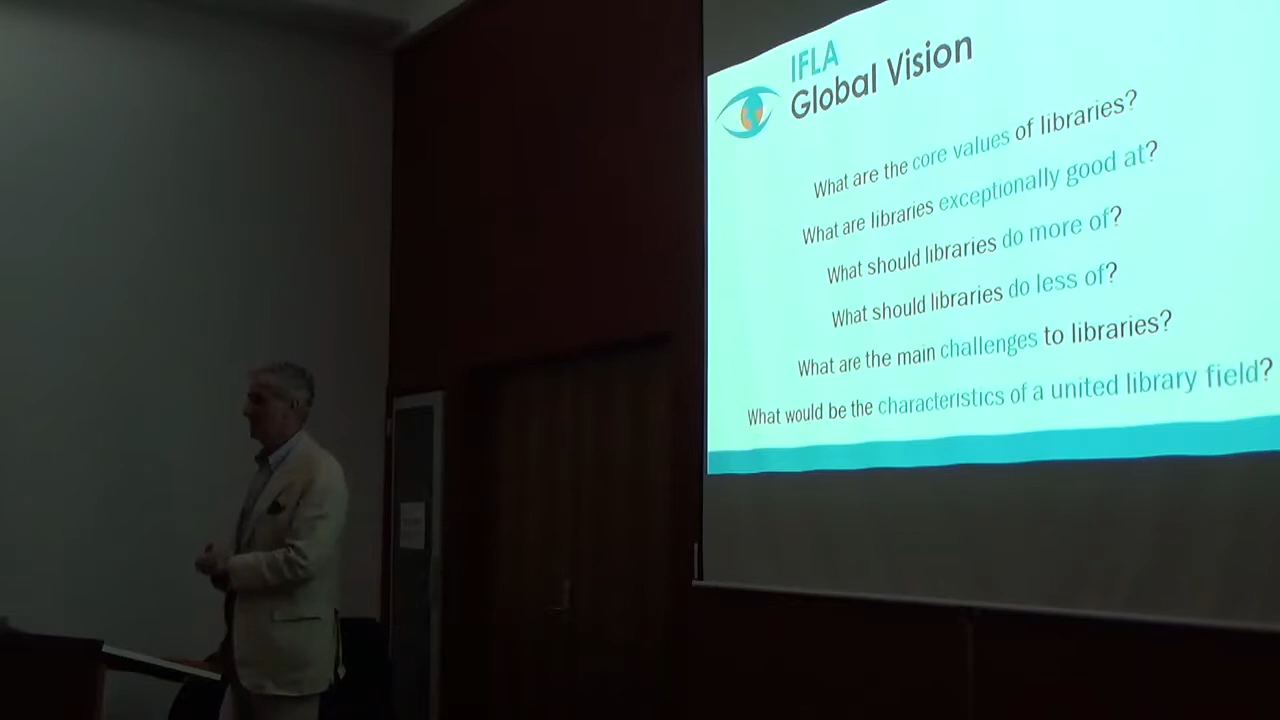 IFLA
Global Vision
What are the core values of libraries?
What are libraries exceptionally good at?
What should libraries do more of?
What should libraries do less of?
What are the main challenges to libraries?
What would be the characteristics of a united library field?